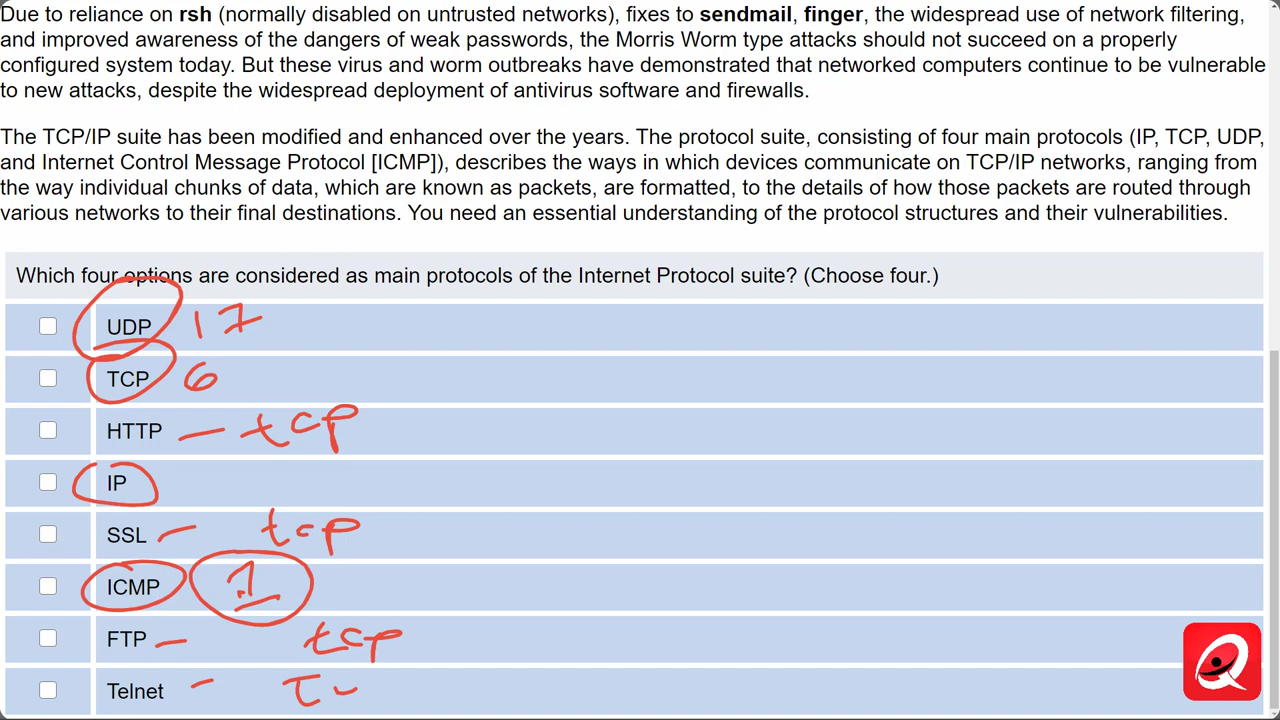 Due to reliance on rsh (normally disabled on untrusted networks), fixes to sendmail, finger, the widespread use of network filtering,
and improved awareness of the dangers of weak passwords, the Morris Worm type attacks should not succeed on a properly
configured system today. But these virus and worm outbreaks have demonstrated that networked computers continue to be vulnerable
to new attacks, despite the widespread deployment of antivirus software and firewalls.
The TCP/IP suite has been modified and enhanced over the years. The protocol suite, consisting of four main protocols (IP, TCP, UDP,
and Internet Control Message Protocol [ICMP]), describes the ways in which devices communicate on TCP/IP networks, ranging from
the way individual chunks of data, which are known as packets, are formatted, to the details of how those packets are routed through
various networks to their final destinations. You need an essential understanding of the protocol structures and their vulnerabilities.
Which four options are considered as main protocols of the Internet Protocol suite? (Choose four.)
UDP 17
TCP 6
HTTP — tcp
IP
SSL — tcp
ICMP 1
FTP — tcp
Telnet —